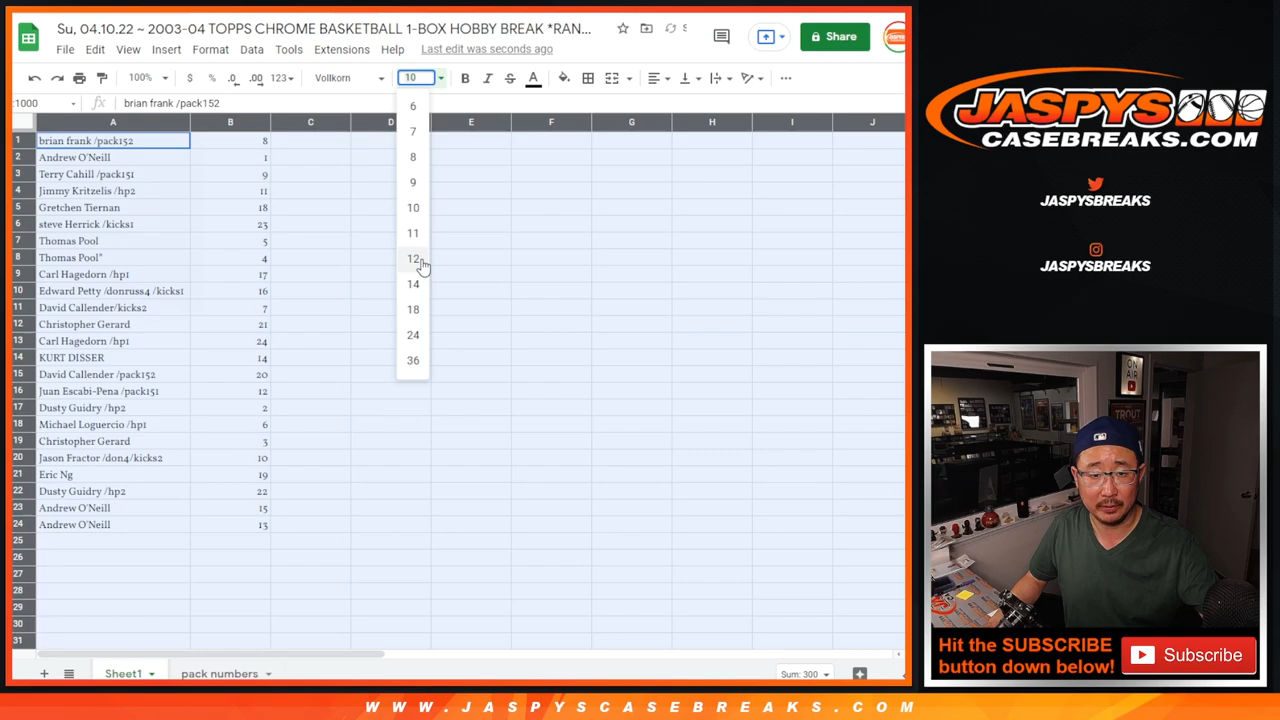 Su, 04.10.22 ~ 2003-04 TOPPS CHROME BASKETBALL 1-BOX HOBBY BREAK *RAN...
File Edit View Insert Format Data Tools Extensions Help Last edit was seconds ago
Share
100% $ % .0 .00 123 Vollkorn 10 B I S A
:1000 fx brian frank /pack152
A B C D E F G H I J
1 brian frank /pack152 8
2 Andrew O'Neill 1
3 Terry Cahill /pack151 9
4 Jimmy Kritzelis /hp2 11
5 Gretchen Tiernan 18
6 steve Herrick /kicks1 23
7 Thomas Pool 5
8 Thomas Pool" 4
9 Carl Hagedorn /hp1 17
10 Edward Petty /donruss4 /kicks1 16
11 David Callender/kicks2 7
12 Christopher Gerard 21
13 Carl Hagedorn /hp1 24
14 KURT DISSER 14
15 David Callender /pack152 20
16 Juan Escabi-Pena /pack151 12
17 Dusty Guidry /hp2 2
18 Michael Loguercio /hp1 6
19 Christopher Gerard 3
20 Jason Fractor /don4/kicks2 10
21 Eric Ng 19
22 Dusty Guidry /hp2 22
23 Andrew O'Neill 15
24 Andrew O'Neill 13
25
26
27
28
29
30
31
6
7
8
9
10
11
12
14
18
24
36
Sheet1 pack numbers Sum: 300
JASPYS
CASEBREAKS.COM
JASPYSBREAKS
JASPYSBREAKS
ON AIR
TROUT
Hit the SUBSCRIBE
button down below!
Subscribe
WWW.JASPYSCASEBREAKS.COM